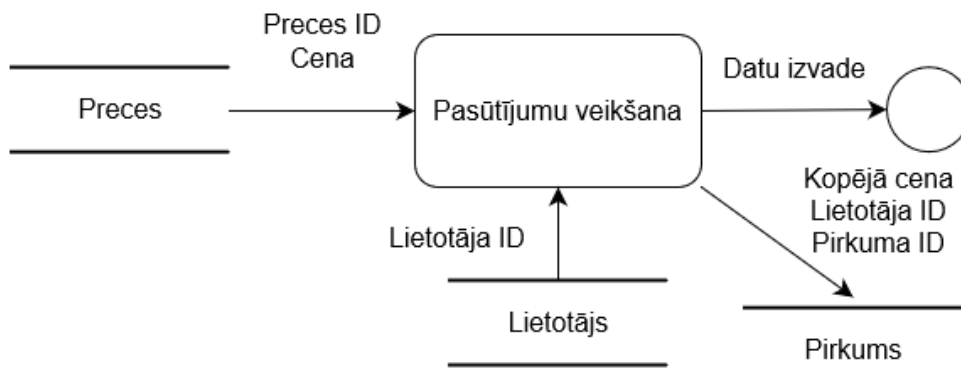 Preces ID
Cena
Preces
Pasūtījumu veikšana
Datu izvade
Lietotāja ID
Kopējā cena
Lietotāja ID
Pirkuma ID
Lietotājs
Pirkums